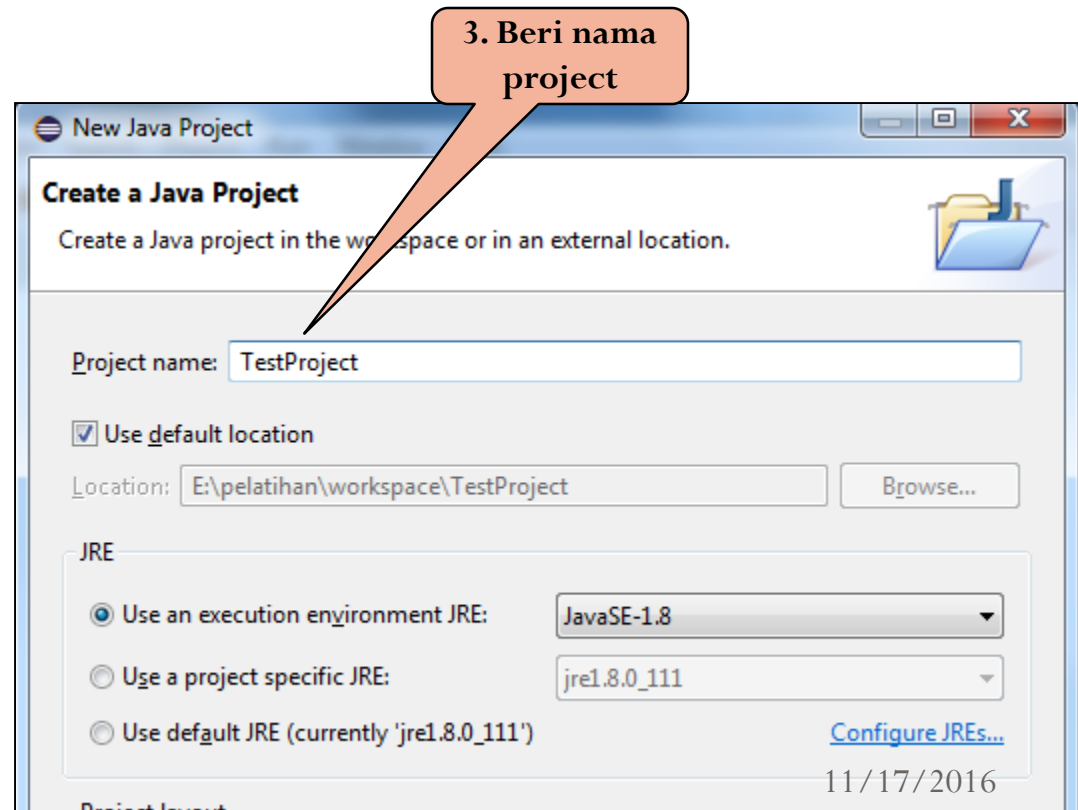 3. Beri nama
project
New Java Project
Create a Java Project
Create a Java project in the workspace or in an external location.
Project name: TestProject
Use default location
Location: E:\pelatihan\workspace\TestProject Browse...
JRE
Use an execution environment JRE: JavaSE-1.8
Use a project specific JRE: jre1.8.0_111
Use default JRE (currently 'jre1.8.0_111') Configure JREs...
11/17/2016
Project layout